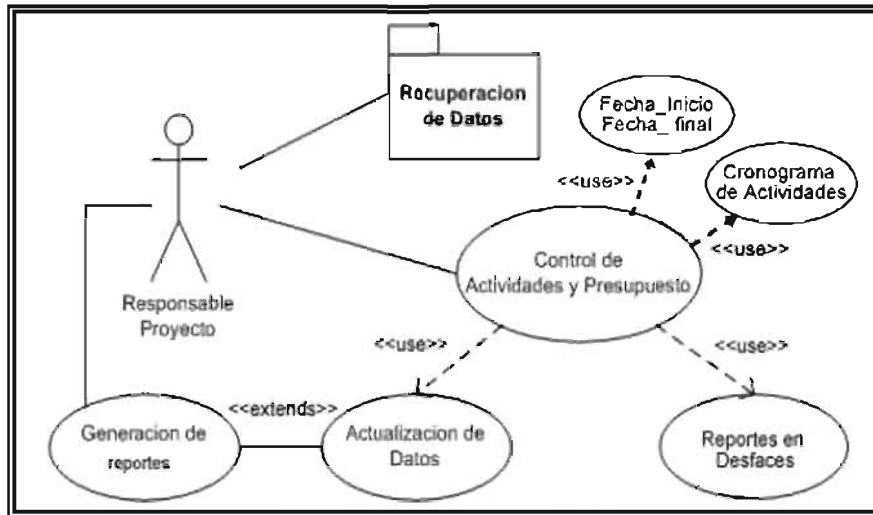 Recuperacion
de Datos
Fecha_Inicio
Fecha_ final
<<use>>
Cronograma
de Actividades
<<use>>
Control de
Actividades y Presupuesto
Responsable
Proyecto
<<use>>
<<use>>
<<extends>>
Generacion de
reportes
Actualizacion de
Datos
Reportes en
Desfaces